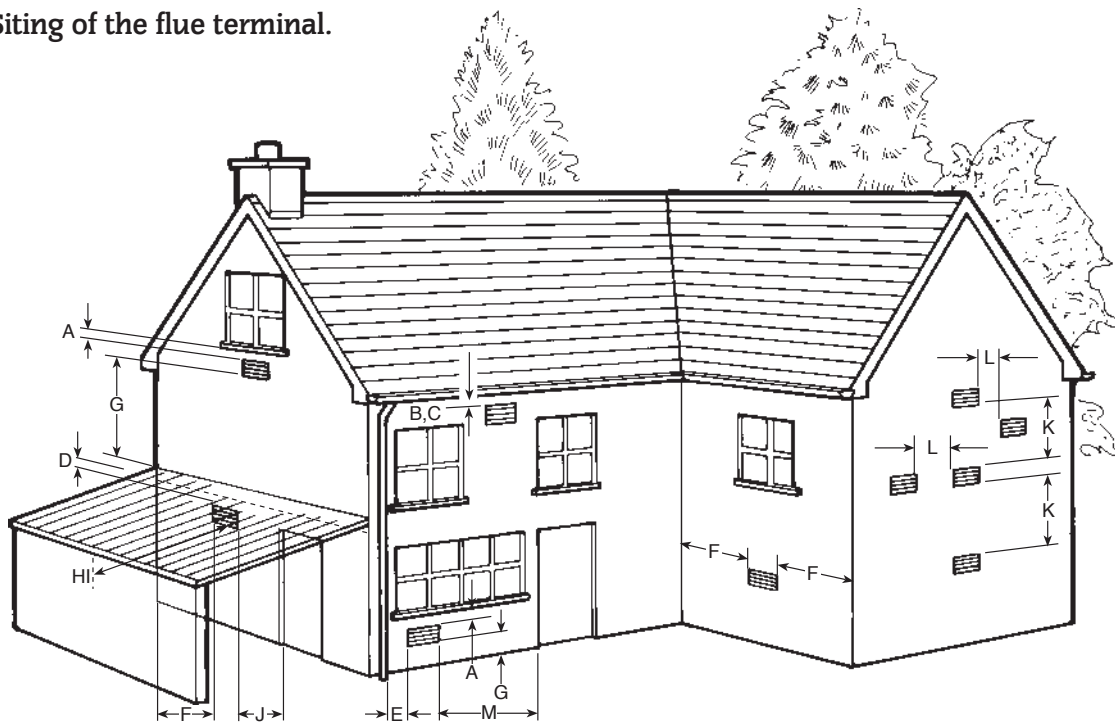 Siting of the flue terminal.
A
G
D
HI
F
J
B,C
E
M
A
G
F
F
L
K
L
K